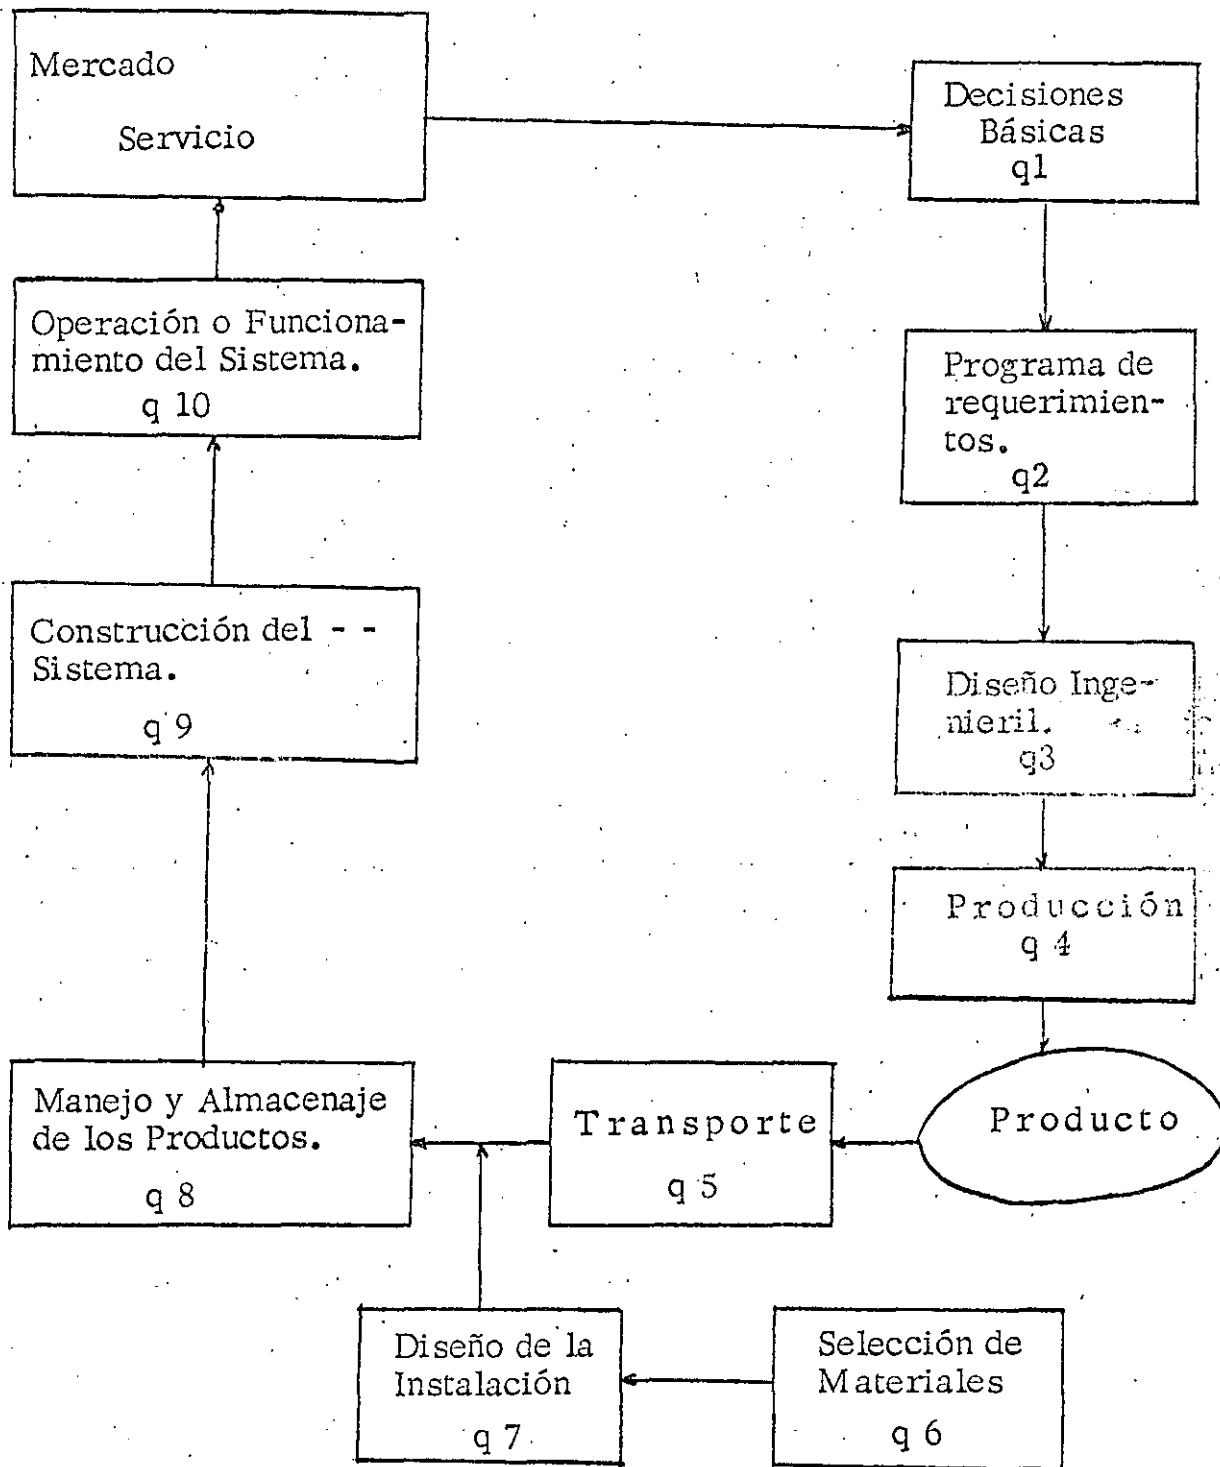 Mercado
Servicio
Decisiones
Básicas
q1
Programa de
requerimien-
tos.
q2
Diseño Inge-
nieril.
q3
Producción
q 4
Producto
Transporte
q 5
Selección de
Materiales
q 6
Diseño de la
Instalación
q 7
Manejo y Almacenaje
de los Productos.
q 8
Construcción del - -
Sistema.
q 9
Operación o Funciona-
miento del Sistema.
q 10